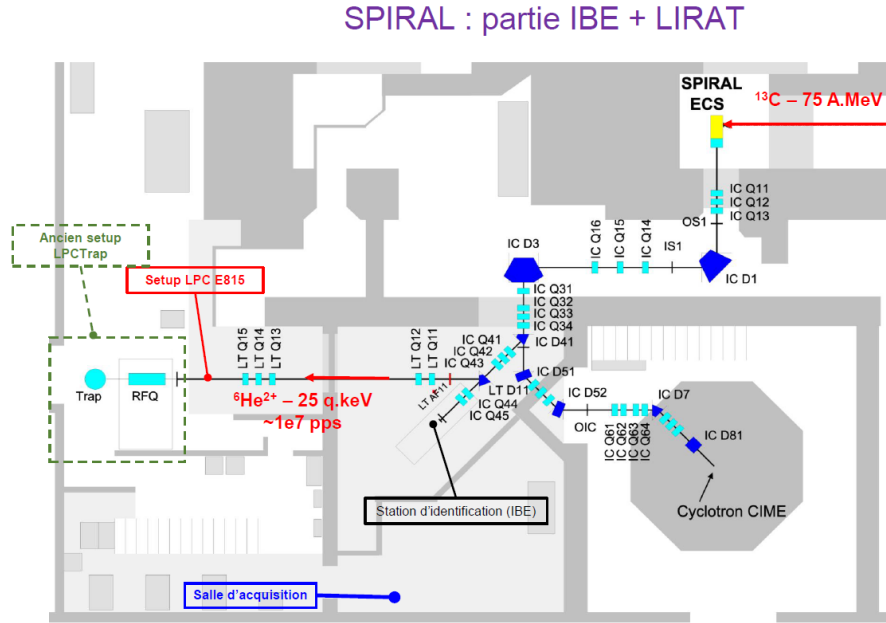 SPIRAL : partie IBE + LIRAT
SPIRAL
ECS
¹³C – 75 A.MeV
IC Q11
IC Q12
IC Q13
OS1
IC D1
IS1
IC Q14
IC Q15
IC Q16
IC D3
IC Q31
IC Q32
IC Q33
IC Q34
IC D41
IC Q41
IC Q42
IC Q43
LT D11
IC Q44
IC Q45
IC D51
IC D52
OIC
IC Q61
IC Q62
IC Q63
IC Q64
IC D7
IC D81
Cyclotron CIME
Ancien setup
LPCTrap
Setup LPC E815
LT Q15
LT Q14
LT Q13
LT Q12
LT Q11
LT AF11
Trap
RFQ
⁶He²⁺ – 25 q.keV
~1e7 pps
Station d'identification (IBE)
Salle d'acquisition